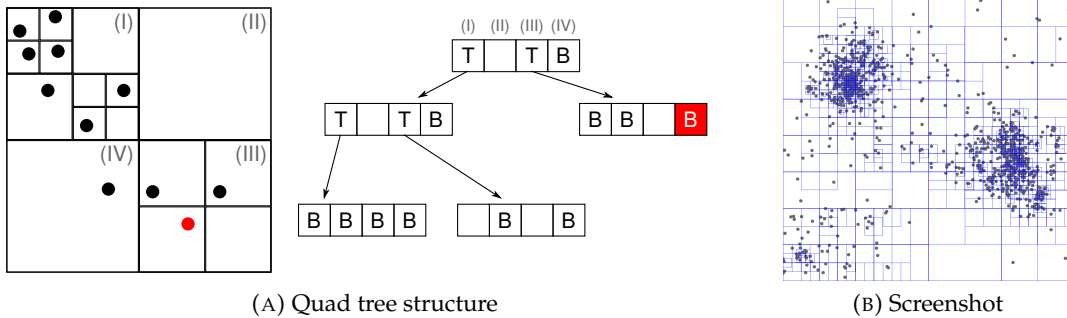 (I) (II)
(IV) (III)
(I) (II) (III) (IV)
T T B
T T B
B B B
B B B B
B B
(A) Quad tree structure
(B) Screenshot